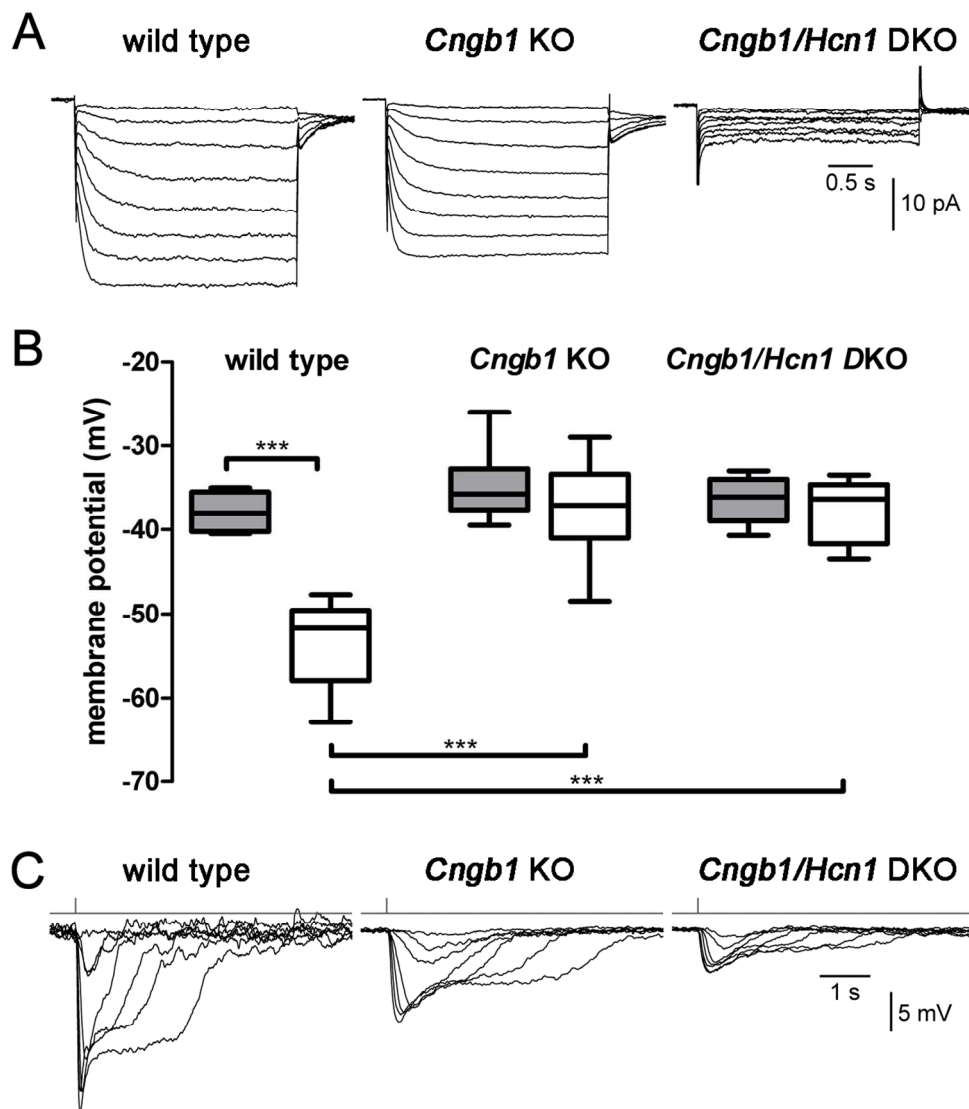 A
wild type
Cngb1 KO
Cngb1/Hcn1 DKO
0.5 s
10 pA
B
membrane potential (mV)
-20
-30
-40
-50
-60
-70
wild type
Cngb1 KO
Cngb1/Hcn1 DKO
***
***
***
C
wild type
Cngb1 KO
Cngb1/Hcn1 DKO
1 s
5 mV